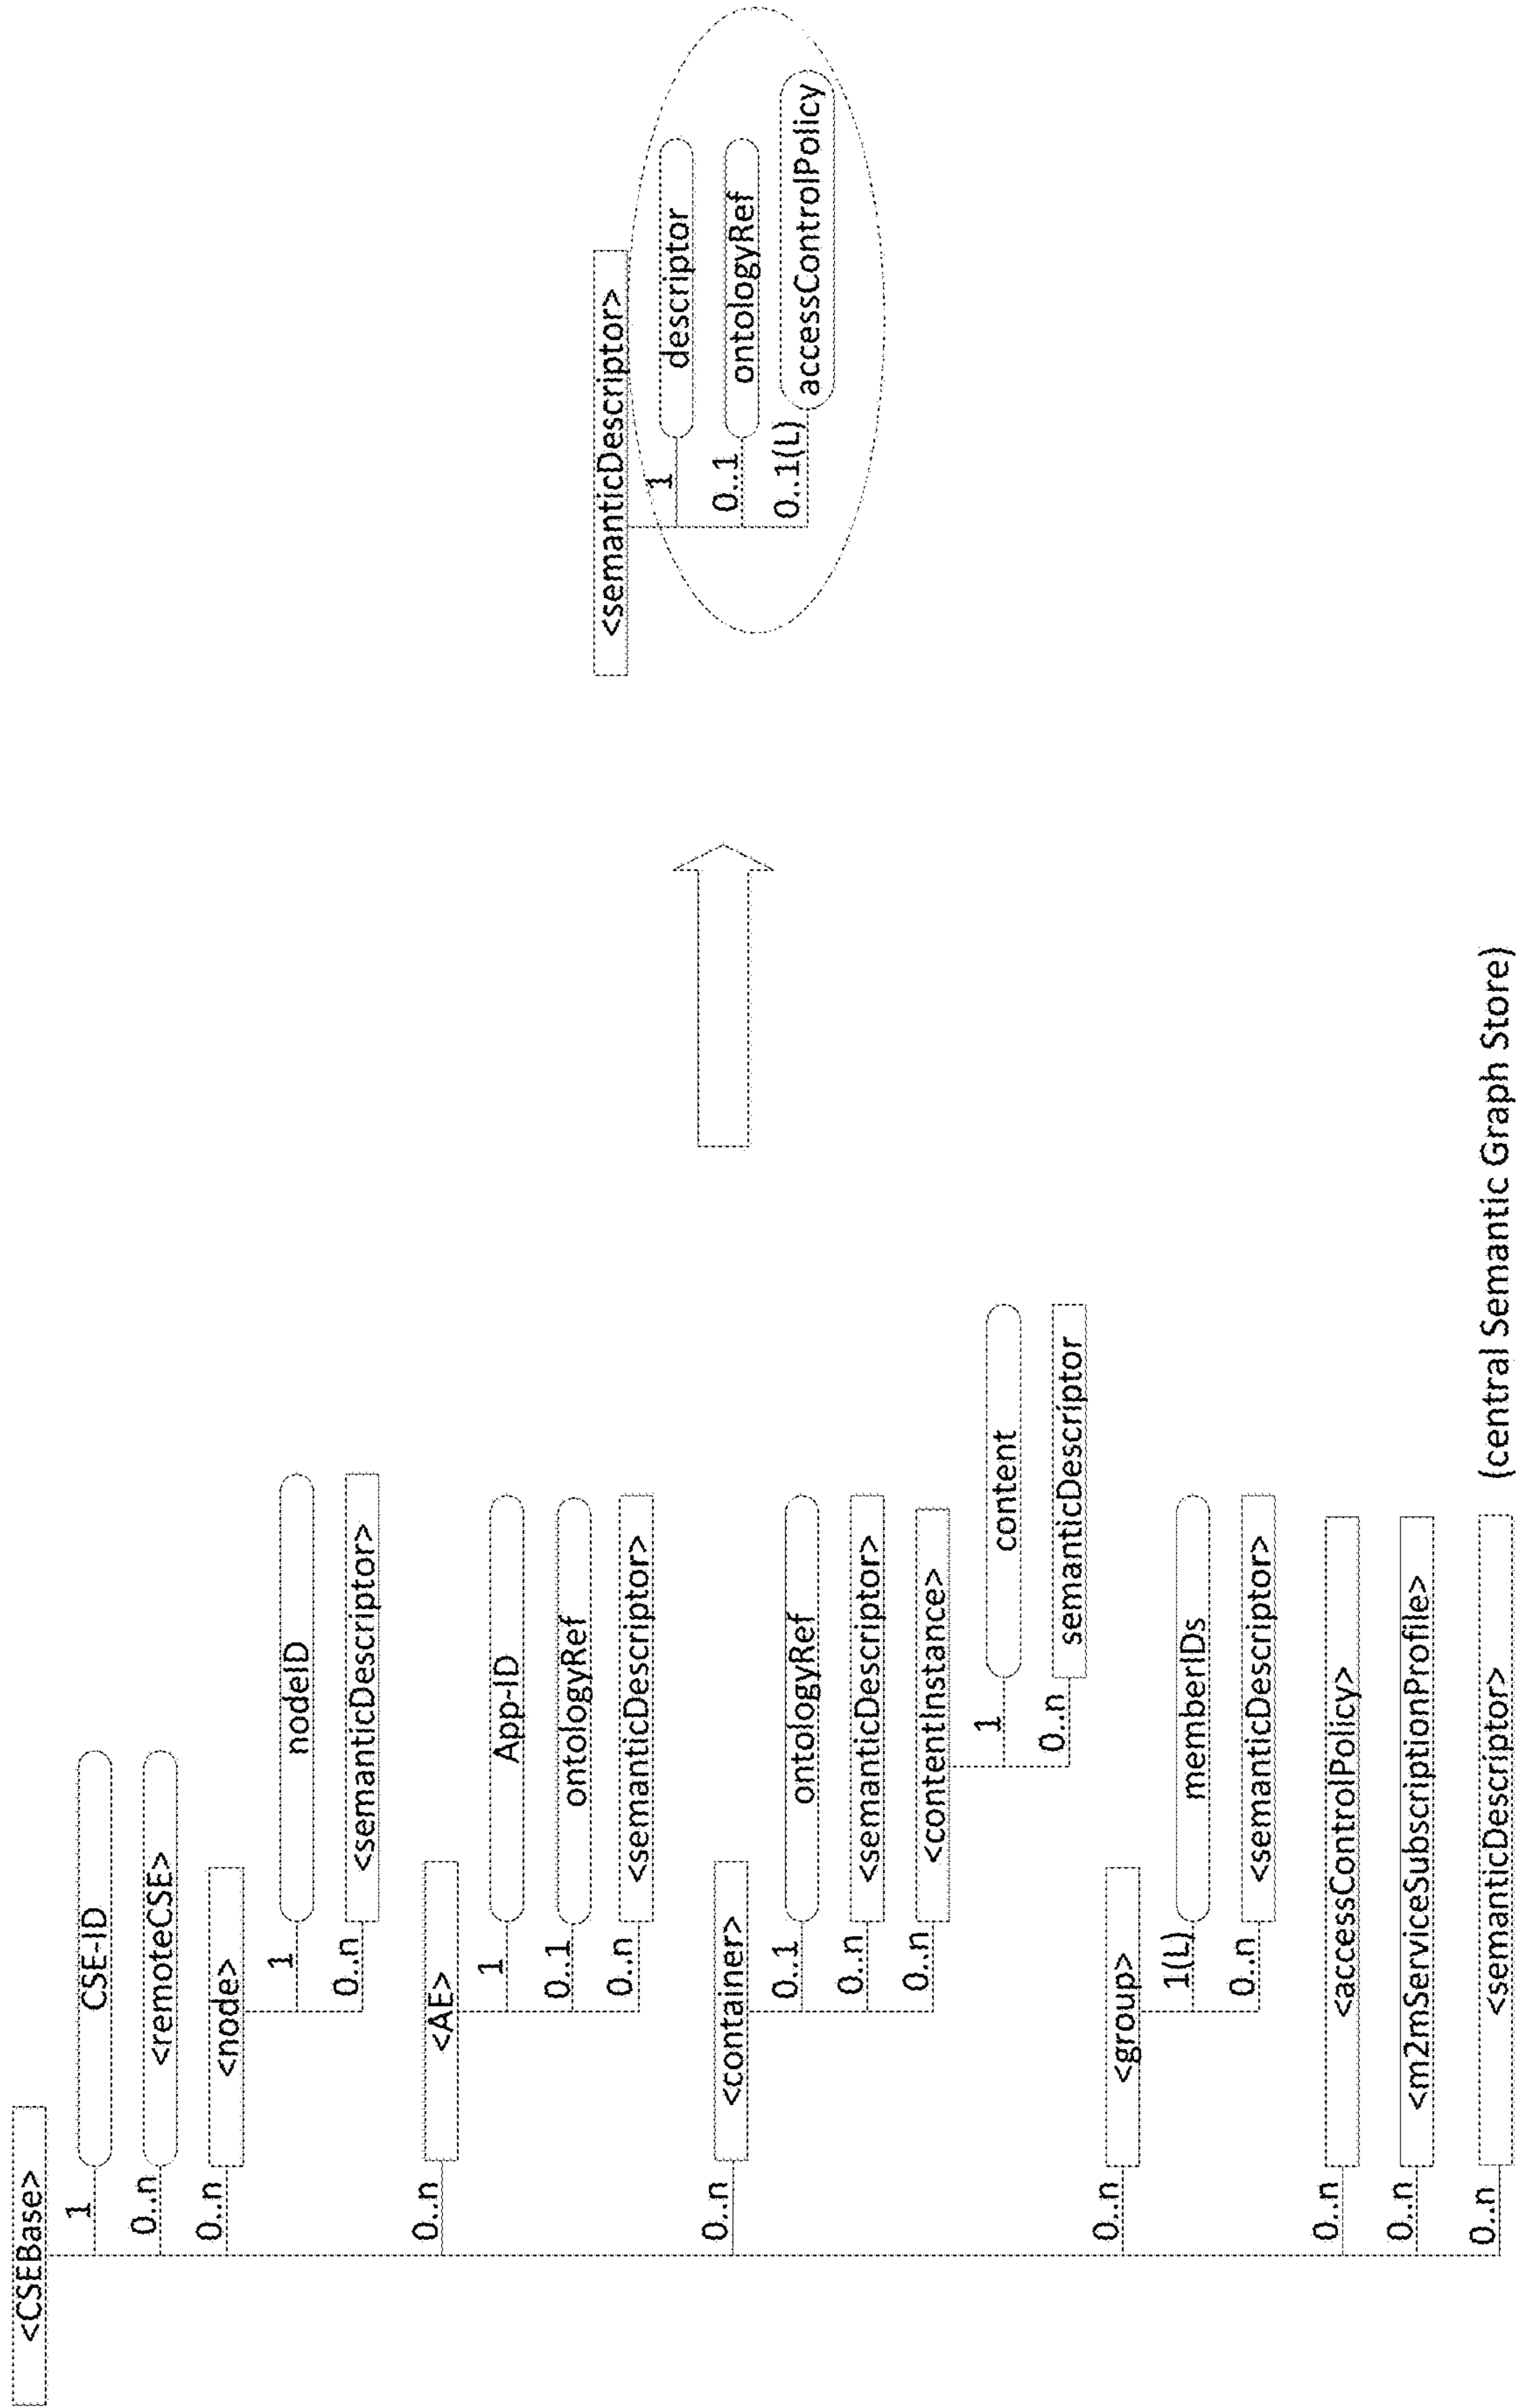 <CSEBase>
1
CSE-ID
0..n
<remoteCSE>
0..n
<node>
1
nodeID
0..n
<semanticDescriptor>
0..n
<AE>
1
App-ID
0..1
ontologyRef
0..n
<semanticDescriptor>
0..n
<container>
0..1
ontologyRef
0..n
<semanticDescriptor>
0..n
<contentInstance>
1
content
0..n
semanticDescriptor
0..n
<group>
1(L)
memberIDs
0..n
<semanticDescriptor>
0..n
<accessControlPolicy>
0..n
<m2mServiceSubscriptionProfile>
0..n
<semanticDescriptor>
(central Semantic Graph Store)
<semanticDescriptor>
1
descriptor
0..1
ontologyRef
0..1(L)
accessControlPolicy